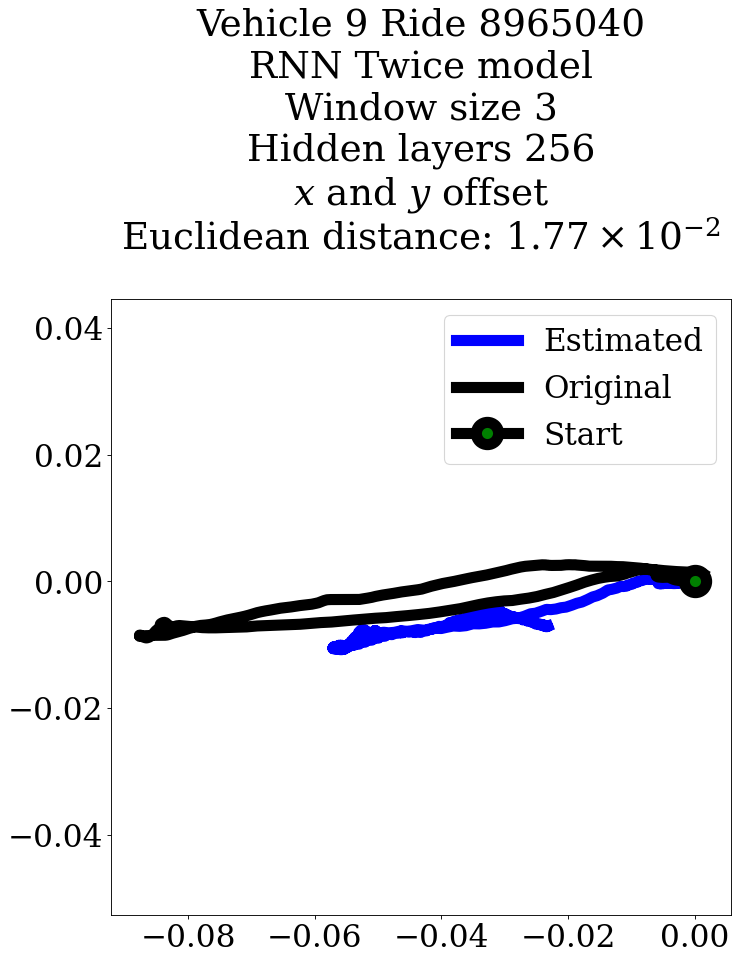 Vehicle 9 Ride 8965040
RNN Twice model
Window size 3
Hidden layers 256
x and y offset
Euclidean distance: 1.77 × 10⁻²
Estimated
Original
Start
0.04
0.02
0.00
−0.02
−0.04
−0.08
−0.06
−0.04
−0.02
0.00